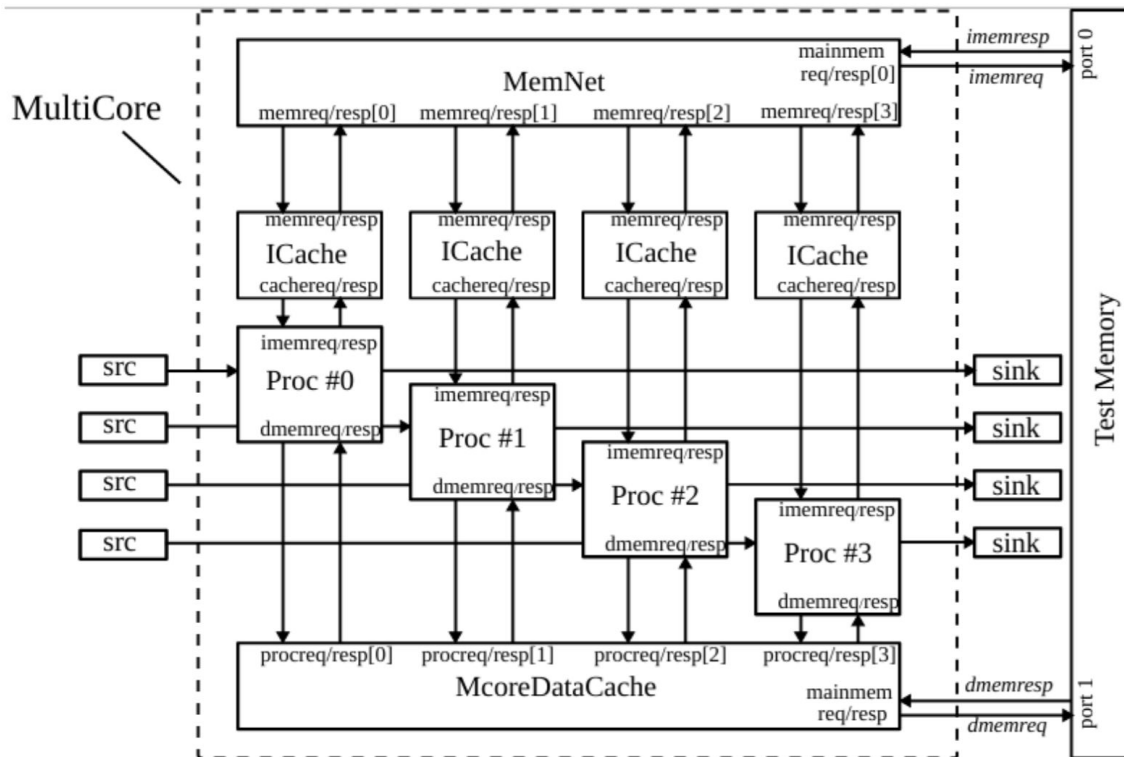 MultiCore
MemNet
mainmem
req/resp[0]
imemresp
imemreq
port 0
memreq/resp[0]
memreq/resp[1]
memreq/resp[2]
memreq/resp[3]
memreq/resp
ICache
cachereq/resp
memreq/resp
ICache
cachereq/resp
memreq/resp
ICache
cachereq/resp
memreq/resp
ICache
cachereq/resp
src
imemreq/resp
Proc #0
dmemreq/resp
sink
src
imemreq/resp
Proc #1
dmemreq/resp
sink
src
imemreq/resp
Proc #2
dmemreq/resp
sink
src
imemreq/resp
Proc #3
dmemreq/resp
sink
Test Memory
procreq/resp[0]
procreq/resp[1]
procreq/resp[2]
procreq/resp[3]
McoreDataCache
mainmem
req/resp
dmemresp
dmemreq
port 1